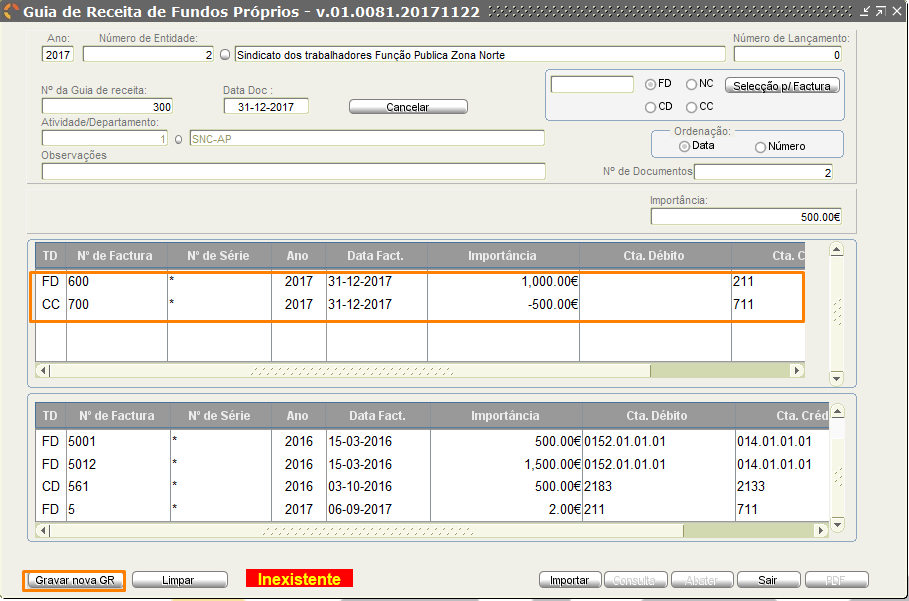 Guia de Receita de Fundos Próprios - v.01.0081.20171122
Ano: Número de Entidade: Número de Lançamento:
2017 2 Sindicato dos trabalhadores Função Publica Zona Norte 0
Nº da Guia de receita: Data Doc : FD NC Selecção p/ Factura
300 31-12-2017 Cancelar CD CC
Atividade/Departamento: Ordenação:
1 SNC-AP Data Número
Observações
Nº de Documentos 2
Importância:
500.00€
TD Nº de Factura Nº de Série Ano Data Fact. Importância Cta. Débito Cta. C
FD 600 * 2017 31-12-2017 1,000.00€ 211
CC 700 * 2017 31-12-2017 -500.00€ 711
TD Nº de Factura Nº de Série Ano Data Fact. Importância Cta. Débito Cta. Créd
FD 5001 * 2016 15-03-2016 500.00€ 0152.01.01.01 014.01.01.01
FD 5012 * 2016 15-03-2016 1,500.00€ 0152.01.01.01 014.01.01.01
CD 561 * 2016 03-10-2016 500.00€ 2183 2133
FD 5 * 2017 06-09-2017 2.00€ 211 711
Gravar nova GR Limpar Inexistente Importar Consulta Abater Sair PDF